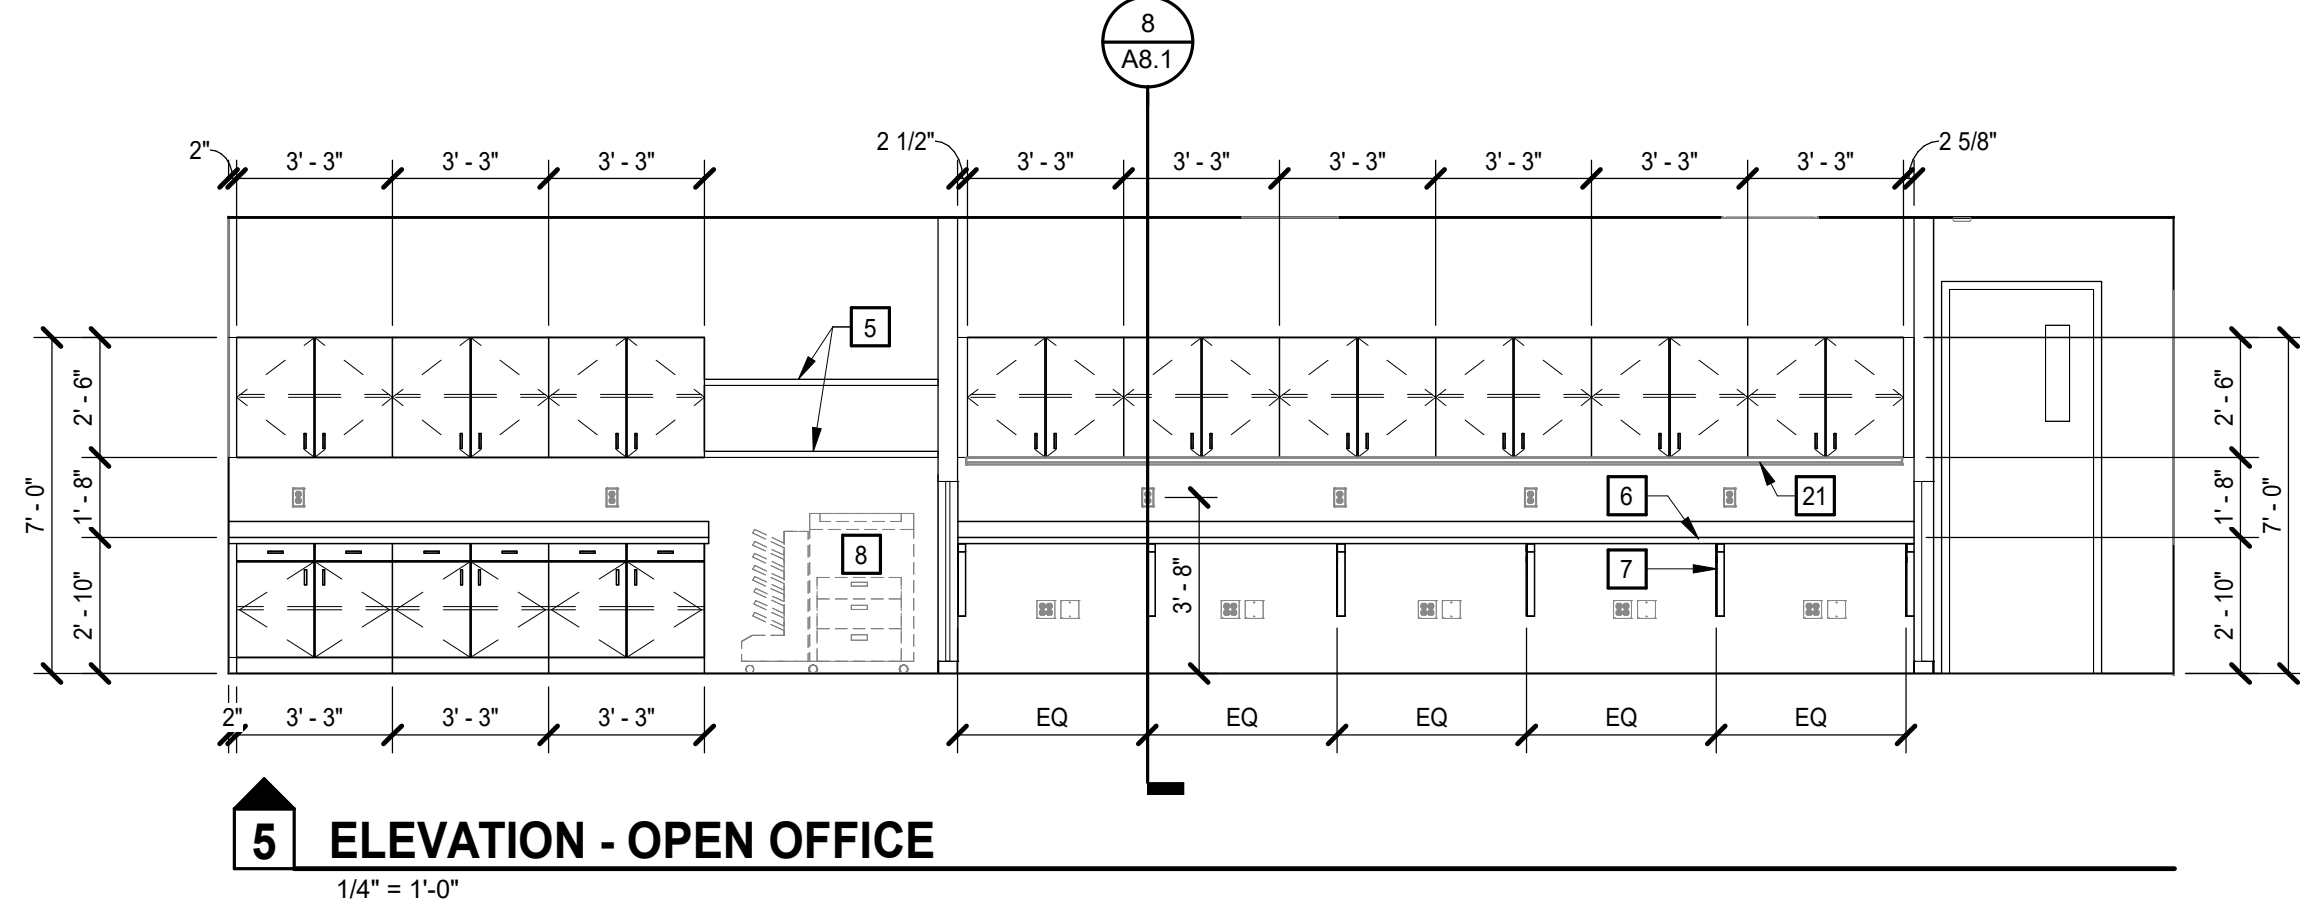 8
A8.1
2" 3' - 3" 3' - 3" 3' - 3" 2 1/2" 3' - 3" 3' - 3" 3' - 3" 3' - 3" 3' - 3" 3' - 3" 2 5/8"
5
7' - 0" 2' - 6" 1' - 8" 2' - 10"
8
3' - 8"
6
21
7
2' - 6" 1' - 8" 2' - 10" 7' - 0"
2" 3' - 3" 3' - 3" 3' - 3" EQ EQ EQ EQ EQ
5 ELEVATION - OPEN OFFICE
1/4" = 1'-0"